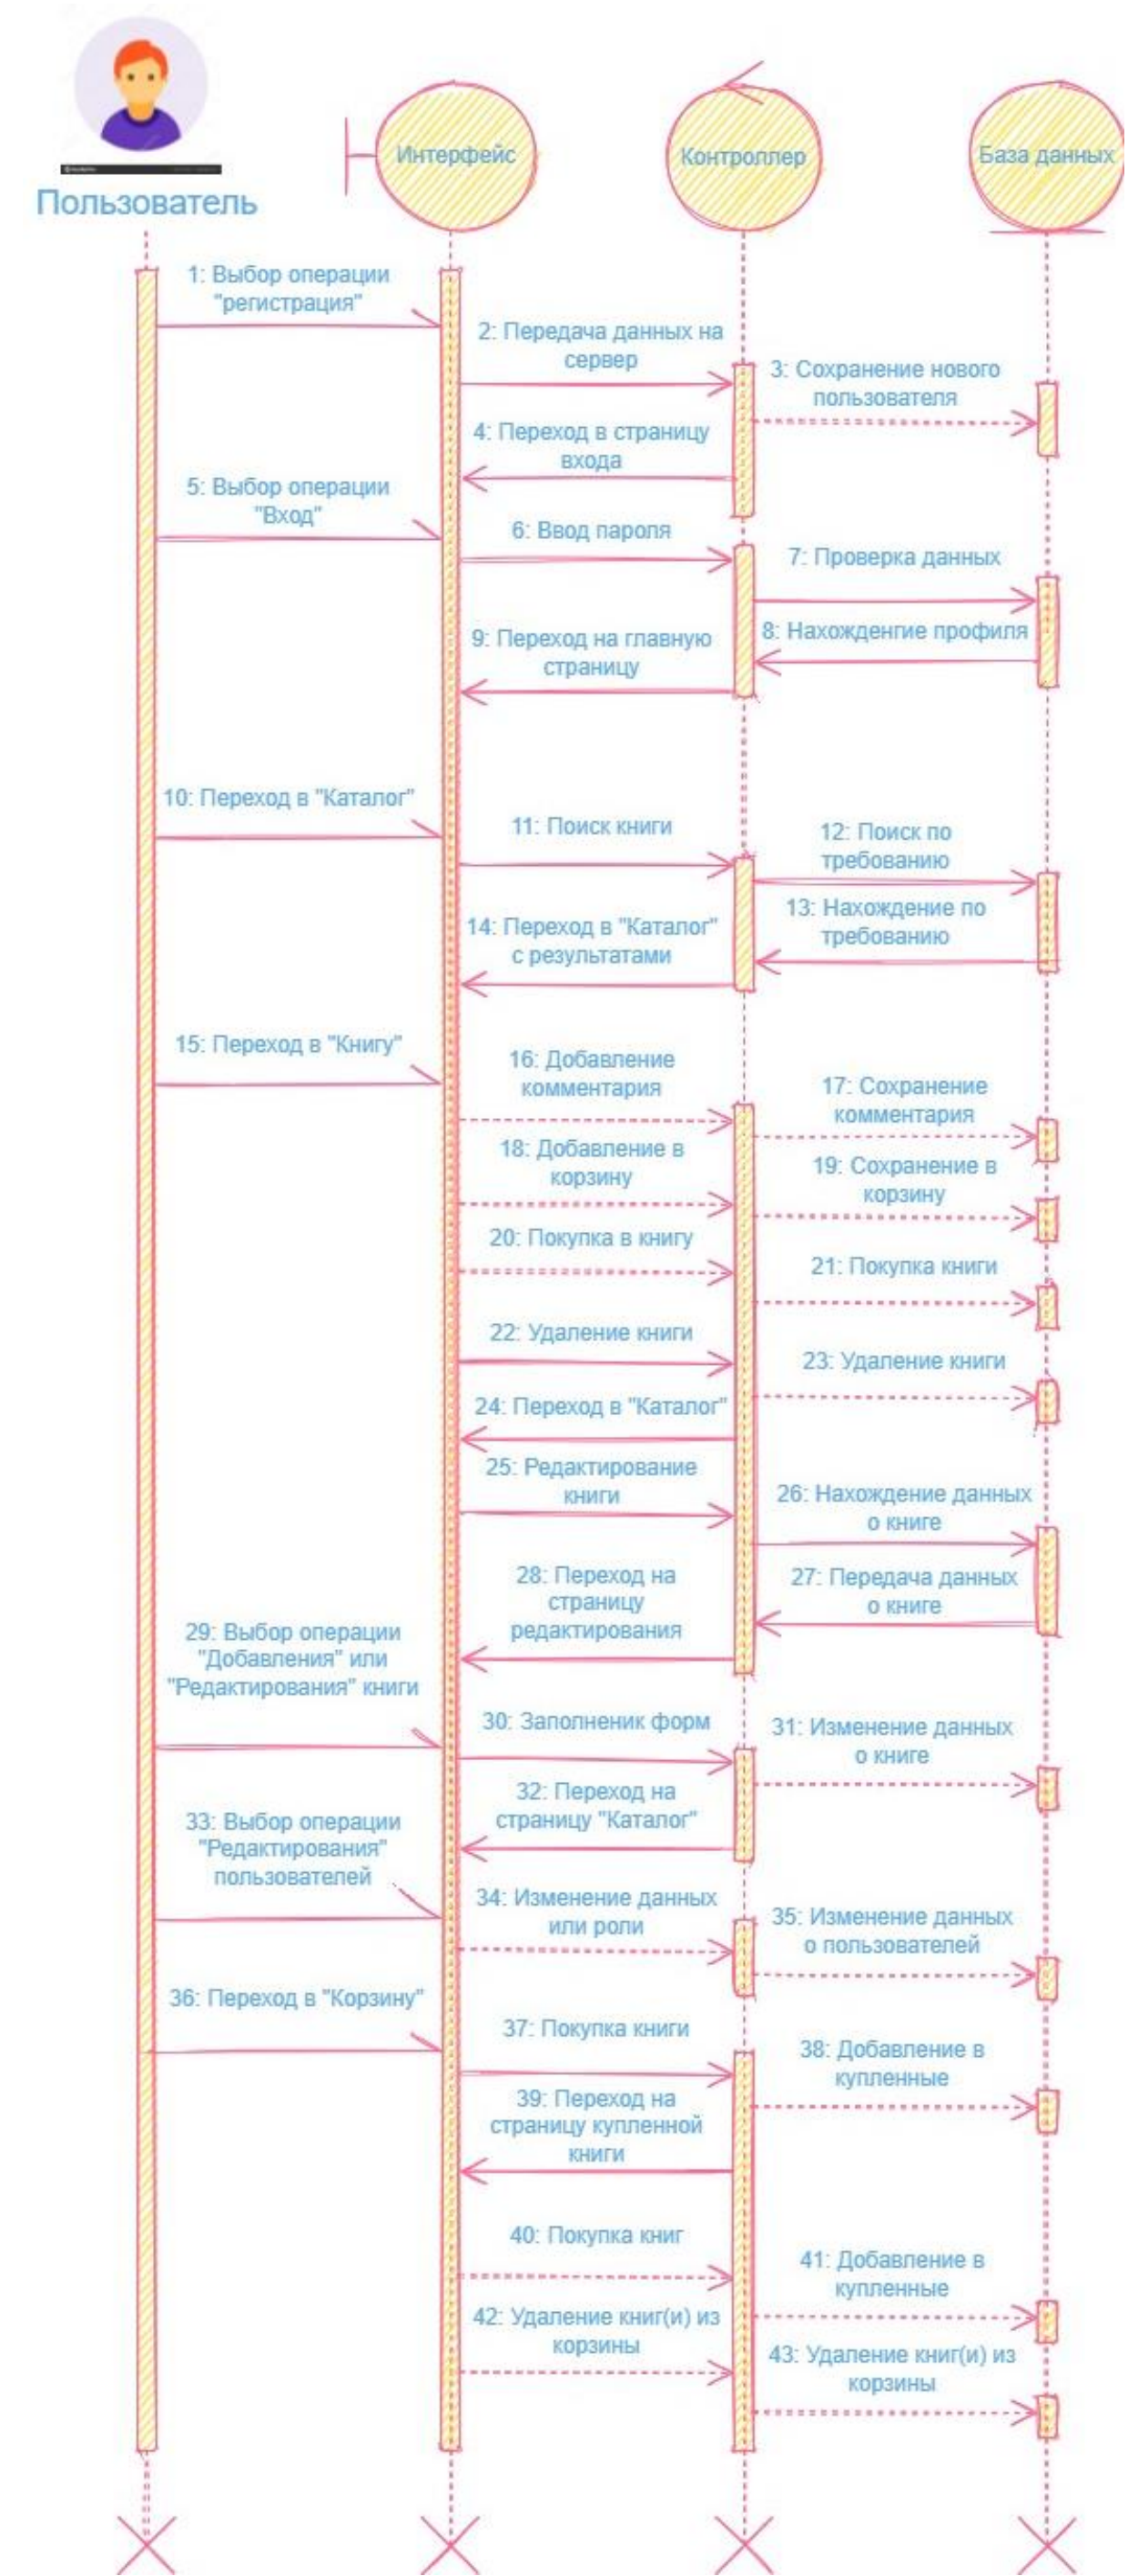 Пользователь
Интерфейс
Контроллер
База данных
1: Выбор операции
"регистрация"
2: Передача данных на
сервер
3: Сохранение нового
пользователя
4: Переход в страницу
входа
5: Выбор операции
"Вход"
6: Ввод пароля
7: Проверка данных
8: Нахожденгие профиля
9: Переход на главную
страницу
10: Переход в "Каталог"
11: Поиск книги
12: Поиск по
требованию
13: Нахождение по
требованию
14: Переход в "Каталог"
с результатами
15: Переход в "Книгу"
16: Добавление
комментария
17: Сохранение
комментария
18: Добавление в
корзину
19: Сохранение в
корзину
20: Покупка в книгу
21: Покупка книги
22: Удаление книги
23: Удаление книги
24: Переход в "Каталог"
25: Редактирование
книги
26: Нахождение данных
о книге
27: Передача данных
о книге
28: Переход на
страницу
редактирования
29: Выбор операции
"Добавления" или
"Редактирования" книги
30: Заполненик форм
31: Изменение данных
о книге
32: Переход на
страницу "Каталог"
33: Выбор операции
"Редактирования"
пользователей
34: Изменение данных
или роли
35: Изменение данных
о пользователей
36: Переход в "Корзину"
37: Покупка книги
38: Добавление в
купленные
39: Переход на
страницу купленной
книги
40: Покупка книг
41: Добавление в
купленные
42: Удаление книг(и) из
корзины
43: Удаление книг(и) из
корзины